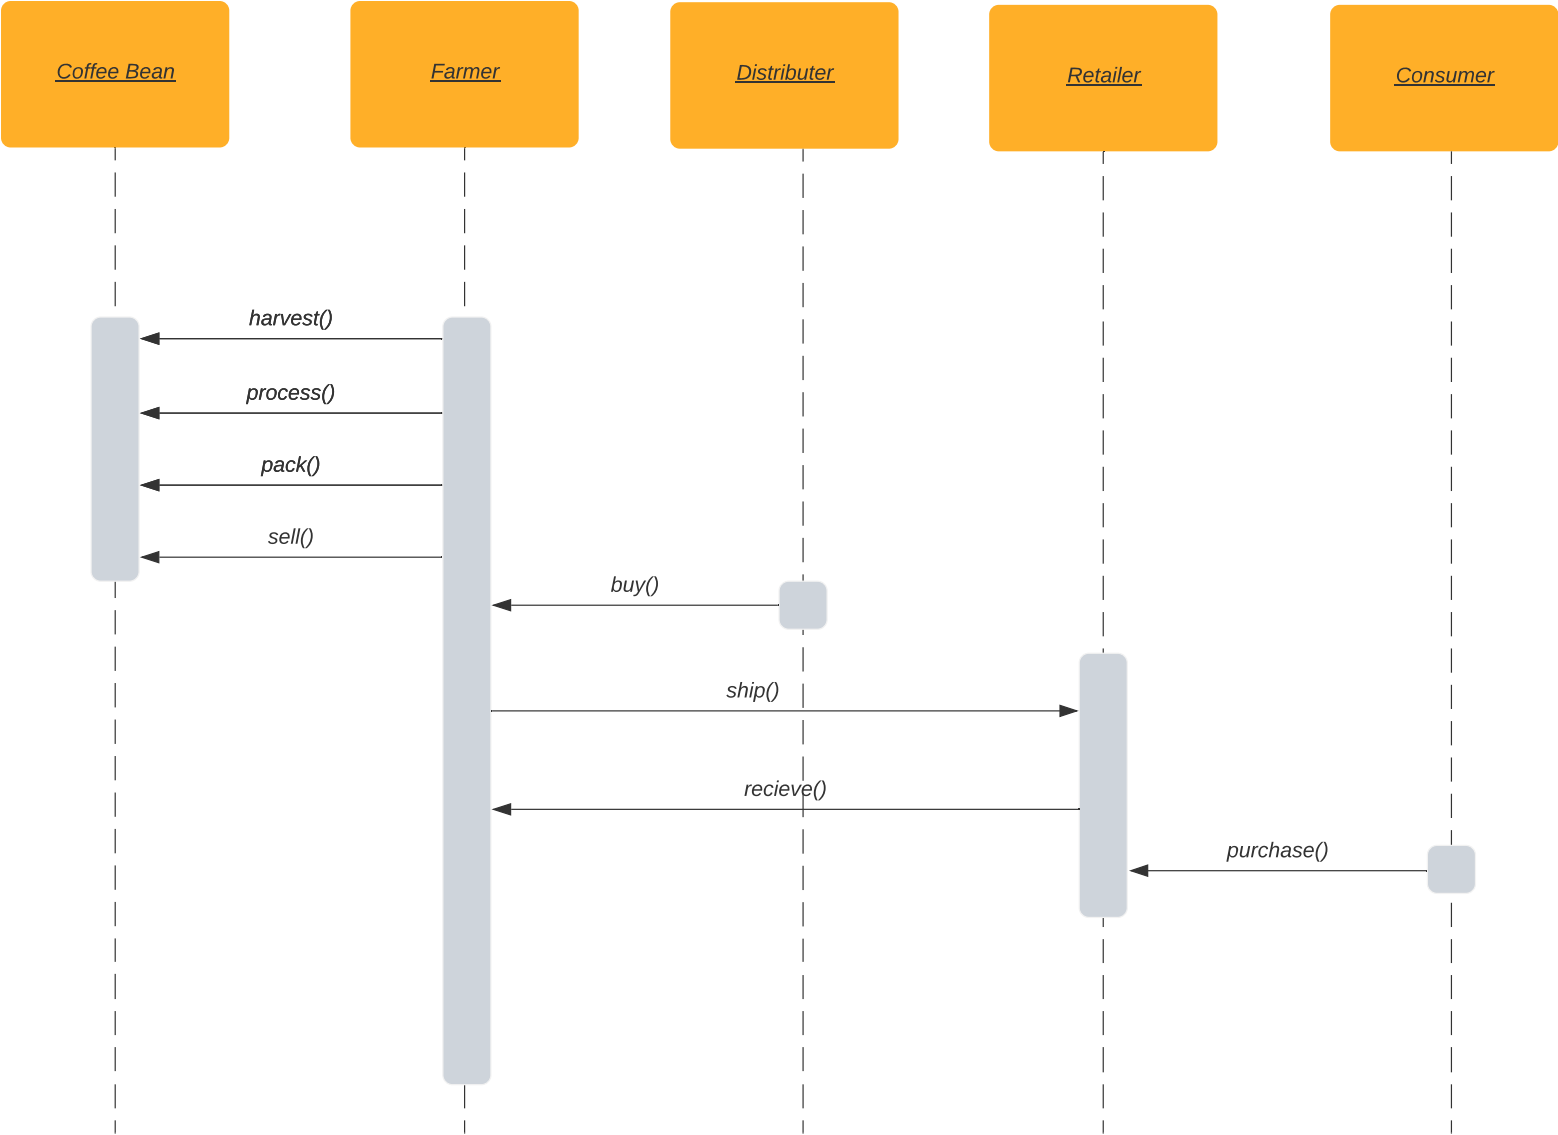 Coffee Bean
Farmer
Distributer
Retailer
Consumer
harvest()
process()
pack()
sell()
buy()
ship()
recieve()
purchase()